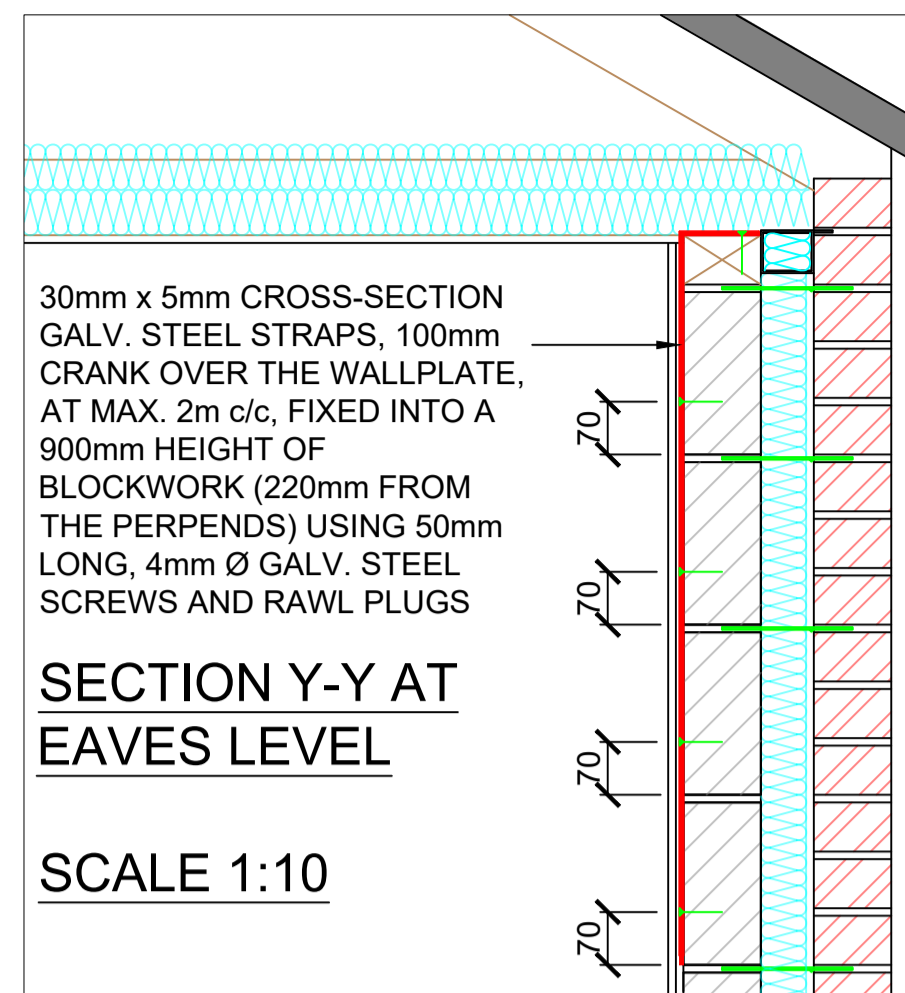 30mm x 5mm CROSS-SECTION
GALV. STEEL STRAPS, 100mm
CRANK OVER THE WALLPLATE,
AT MAX. 2m c/c, FIXED INTO A
900mm HEIGHT OF
BLOCKWORK (220mm FROM
THE PERPENDS) USING 50mm
LONG, 4mm Ø GALV. STEEL
SCREWS AND RAWL PLUGS
SECTION Y-Y AT
EAVES LEVEL
SCALE 1:10
70
70
70
70